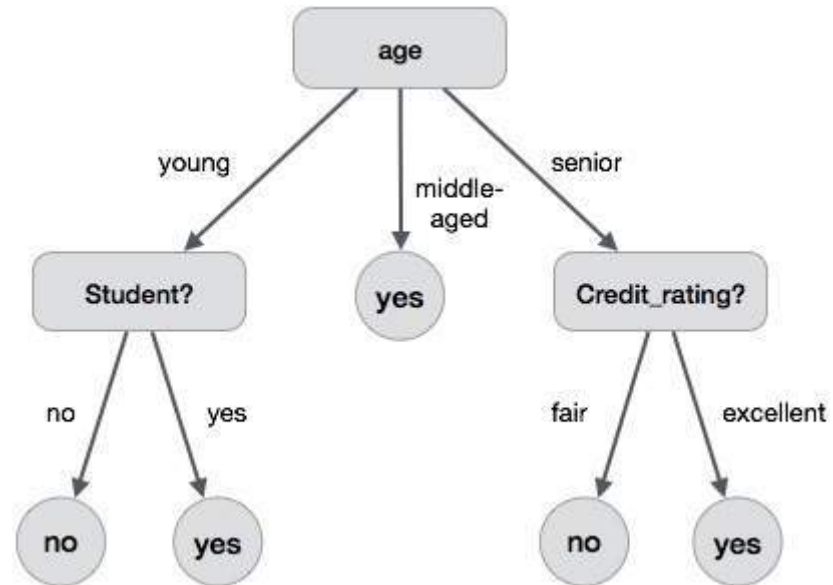 age
young
middle-
aged
senior
Student?
yes
Credit_rating?
no
yes
fair
excellent
no
yes
no
yes